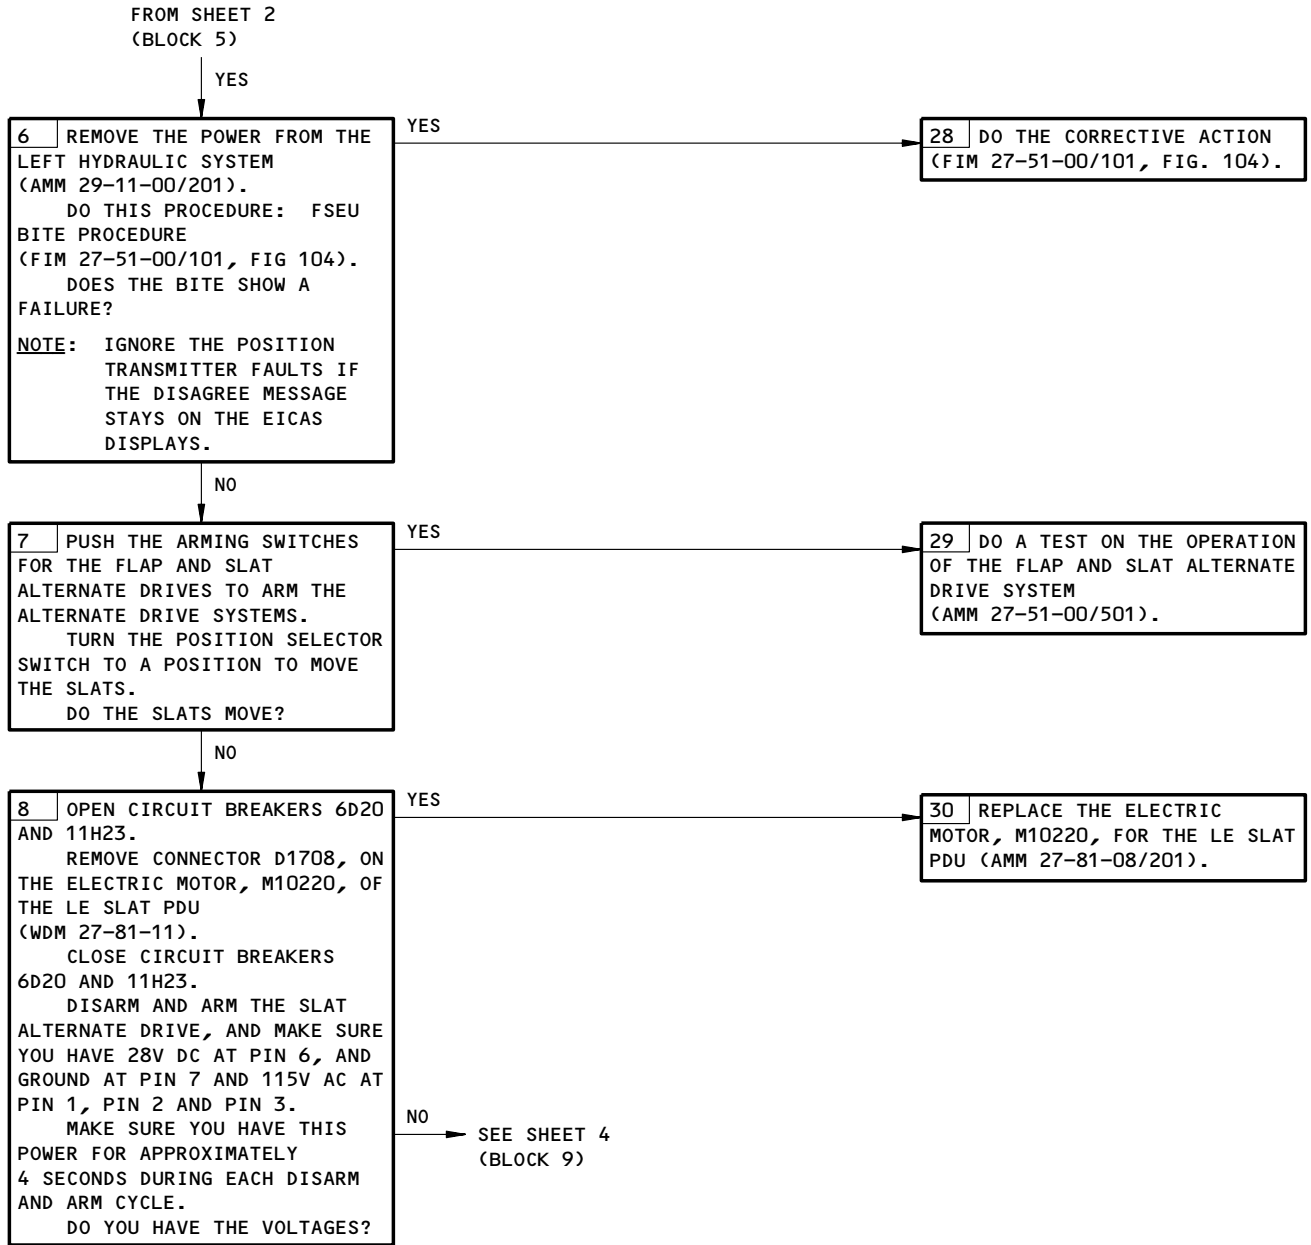 FROM SHEET 2
(BLOCK 5)
YES
6 REMOVE THE POWER FROM THE
LEFT HYDRAULIC SYSTEM
(AMM 29-11-00/201).
DO THIS PROCEDURE: FSEU
BITE PROCEDURE
(FIM 27-51-00/101, FIG 104).
DOES THE BITE SHOW A
FAILURE?
NOTE: IGNORE THE POSITION
TRANSMITTER FAULTS IF
THE DISAGREE MESSAGE
STAYS ON THE EICAS
DISPLAYS.
YES
28 DO THE CORRECTIVE ACTION
(FIM 27-51-00/101, FIG. 104).
NO
7 PUSH THE ARMING SWITCHES
FOR THE FLAP AND SLAT
ALTERNATE DRIVES TO ARM THE
ALTERNATE DRIVE SYSTEMS.
TURN THE POSITION SELECTOR
SWITCH TO A POSITION TO MOVE
THE SLATS.
DO THE SLATS MOVE?
YES
29 DO A TEST ON THE OPERATION
OF THE FLAP AND SLAT ALTERNATE
DRIVE SYSTEM
(AMM 27-51-00/501).
NO
8 OPEN CIRCUIT BREAKERS 6D20
AND 11H23.
REMOVE CONNECTOR D1708, ON
THE ELECTRIC MOTOR, M10220, OF
THE LE SLAT PDU
(WDM 27-81-11).
CLOSE CIRCUIT BREAKERS
6D20 AND 11H23.
DISARM AND ARM THE SLAT
ALTERNATE DRIVE, AND MAKE SURE
YOU HAVE 28V DC AT PIN 6, AND
GROUND AT PIN 7 AND 115V AC AT
PIN 1, PIN 2 AND PIN 3.
MAKE SURE YOU HAVE THIS
POWER FOR APPROXIMATELY
4 SECONDS DURING EACH DISARM
AND ARM CYCLE.
DO YOU HAVE THE VOLTAGES?
YES
30 REPLACE THE ELECTRIC
MOTOR, M10220, FOR THE LE SLAT
PDU (AMM 27-81-08/201).
NO
SEE SHEET 4
(BLOCK 9)